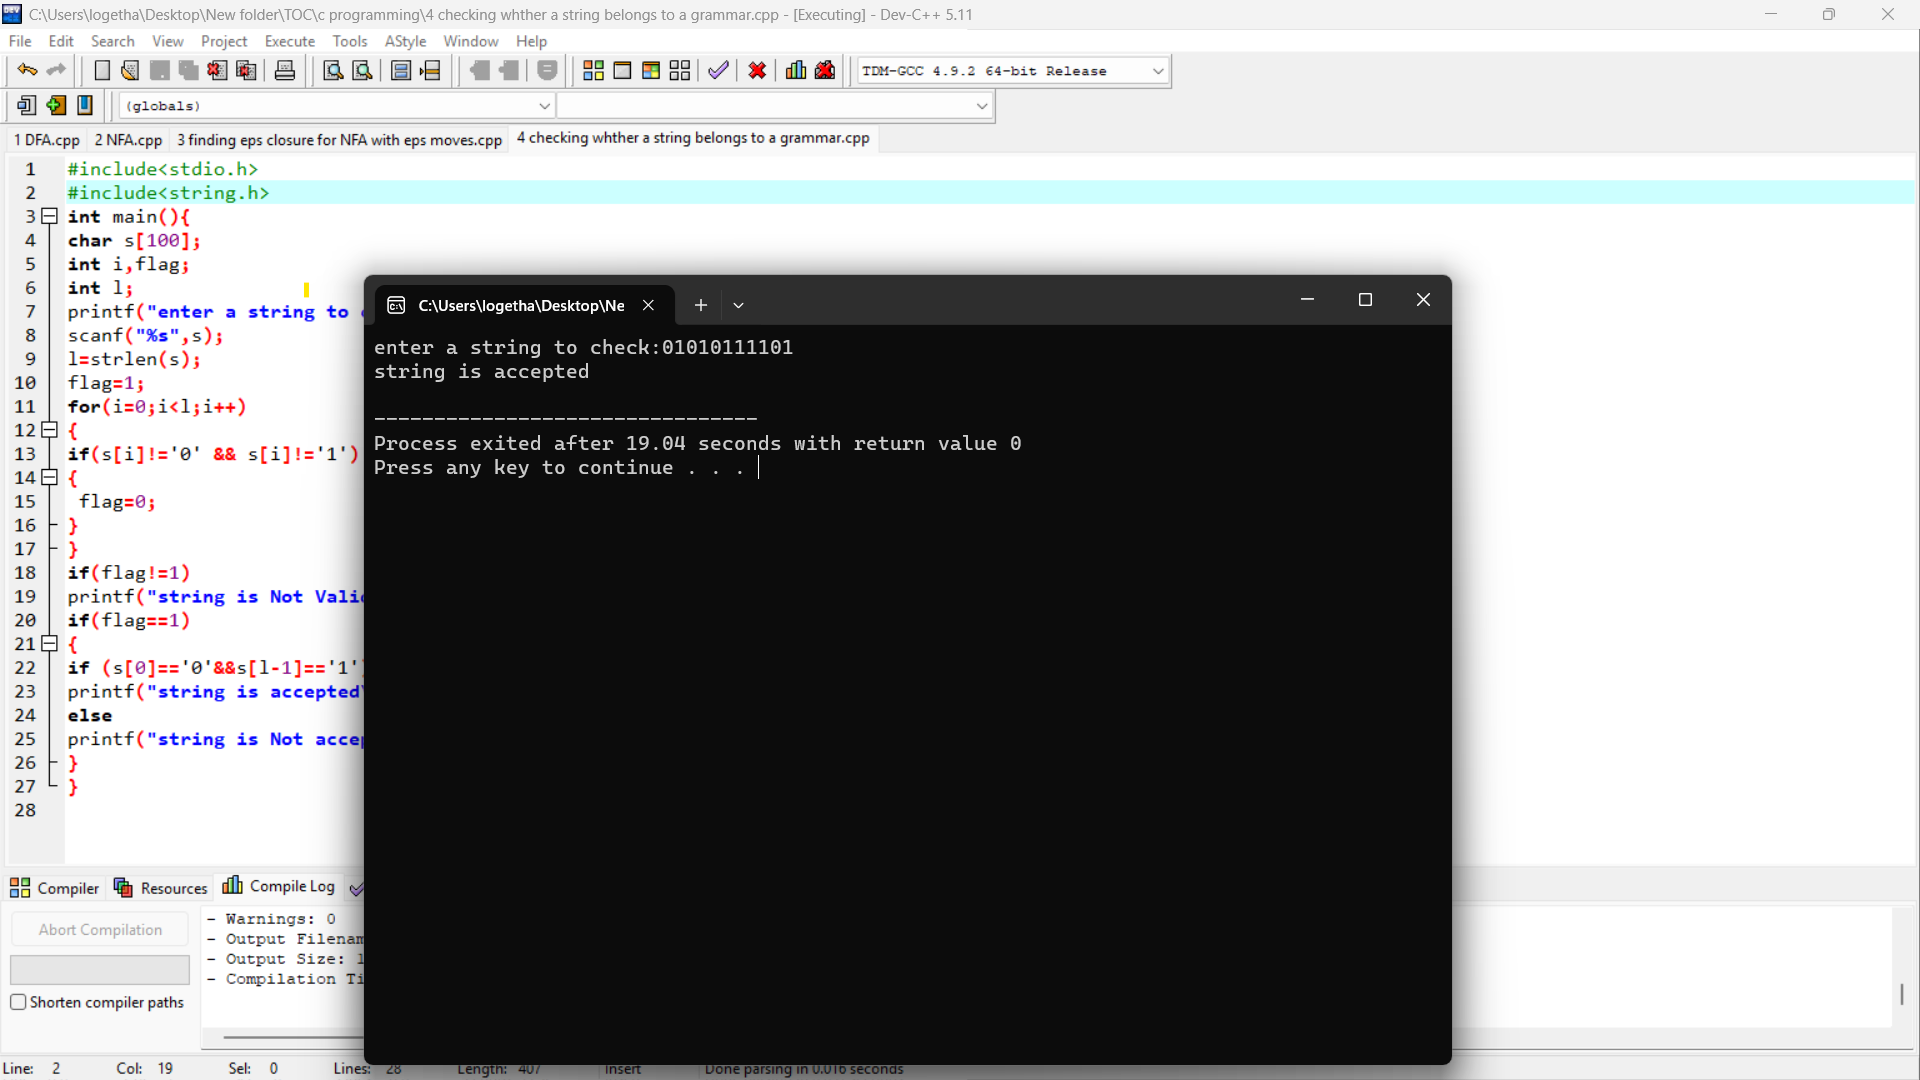 C:\Users\logetha\Desktop\New folder\TOC\c programming\4 checking whther a string belongs to a grammar.cpp - [Executing] - Dev-C++ 5.11
File Edit Search View Project Execute Tools AStyle Window Help
TDM-GCC 4.9.2 64-bit Release
(globals)
1 DFA.cpp 2 NFA.cpp 3 finding eps closure for NFA with eps moves.cpp 4 checking whther a string belongs to a grammar.cpp
1 #include<stdio.h>
2 #include<string.h>
3 int main(){
4 char s[100];
5 int i,flag;
6 int l;
7 printf("enter a string to
8 scanf("%s",s);
9 l=strlen(s);
10 flag=1;
11 for(i=0;i<l;i++)
12 {
13 if(s[i]!='0' && s[i]!='1')
14 {
15 flag=0;
16 }
17 }
18 if(flag!=1)
19 printf("string is Not Vali
20 if(flag==1)
21 {
22 if (s[0]=='0'&&s[l-1]=='1'
23 printf("string is accepted
24 else
25 printf("string is Not acce
26 }
27 }
28
C:\Users\logetha\Desktop\Ne
enter a string to check:01010111101
string is accepted
--------------------------------
Process exited after 19.04 seconds with return value 0
Press any key to continue . . .
Compiler Resources Compile Log
Abort Compilation
Shorten compiler paths
- Warnings: 0
- Output Filenam
- Output Size: 1
- Compilation Ti
Line: 2 Col: 19 Sel: 0 Lines: 28 Length: 407 Insert Done parsing in 0.016 seconds